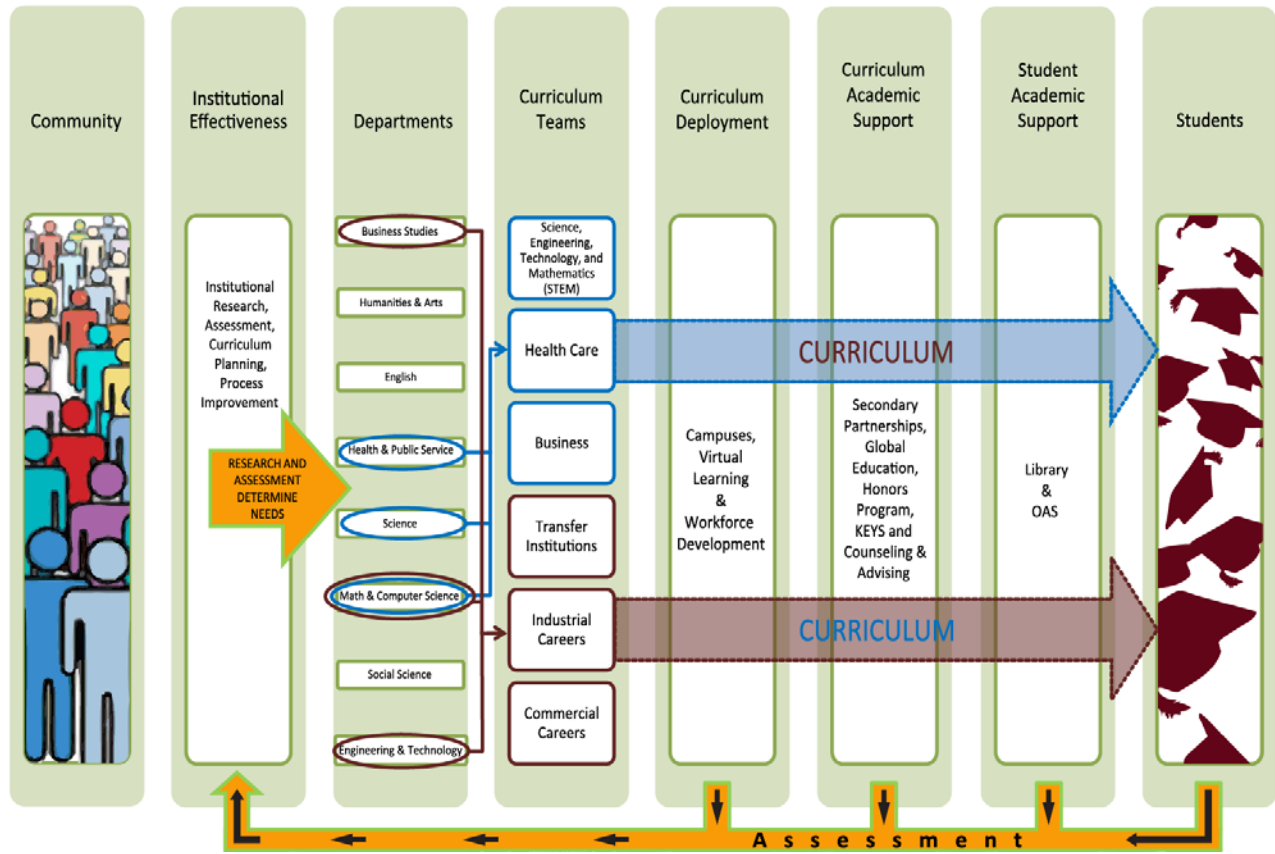 Community
Institutional
Effectiveness
Departments
Curriculum
Teams
Curriculum
Deployment
Curriculum
Academic
Support
Student
Academic
Support
Students
Institutional
Research,
Assessment,
Curriculum
Planning,
Process
Improvement
RESEARCH AND
ASSESSMENT
DETERMINE
NEEDS
Business Studies
Humanities & Arts
English
Health & Public Service
Science
Math & Computer Science
Social Science
Engineering & Technology
Science,
Engineering,
Technology, and
Mathematics
(STEM)
Health Care
Business
Transfer
Institutions
Industrial
Careers
Commercial
Careers
CURRICULUM
CURRICULUM
Campuses,
Virtual
Learning
&
Workforce
Development
Secondary
Partnerships,
Global
Education,
Honors
Program,
KEYS and
Counseling &
Advising
Library
&
OAS
Assessment